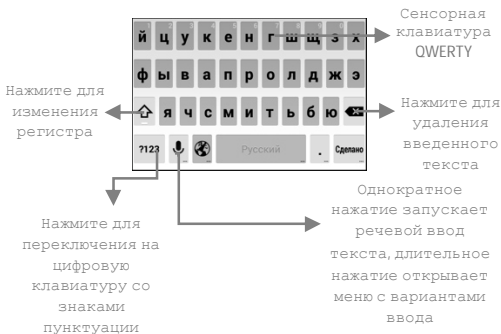 Сенсорная
клавиатура
QWERTY
й ц у к е н г ш щ з х
ф ы в а п р о л д ж э
я ч с м и т ь б ю
?123 Русский . Сделано
Нажмите для
изменения
регистра
Нажмите для
удаления
введенного
текста
Нажмите для
переключения на
цифровую
клавиатуру со
знаками
пунктуации
Однократное
нажатие запускает
речевой ввод
текста, длительное
нажатие открывает
меню с вариантами
ввода